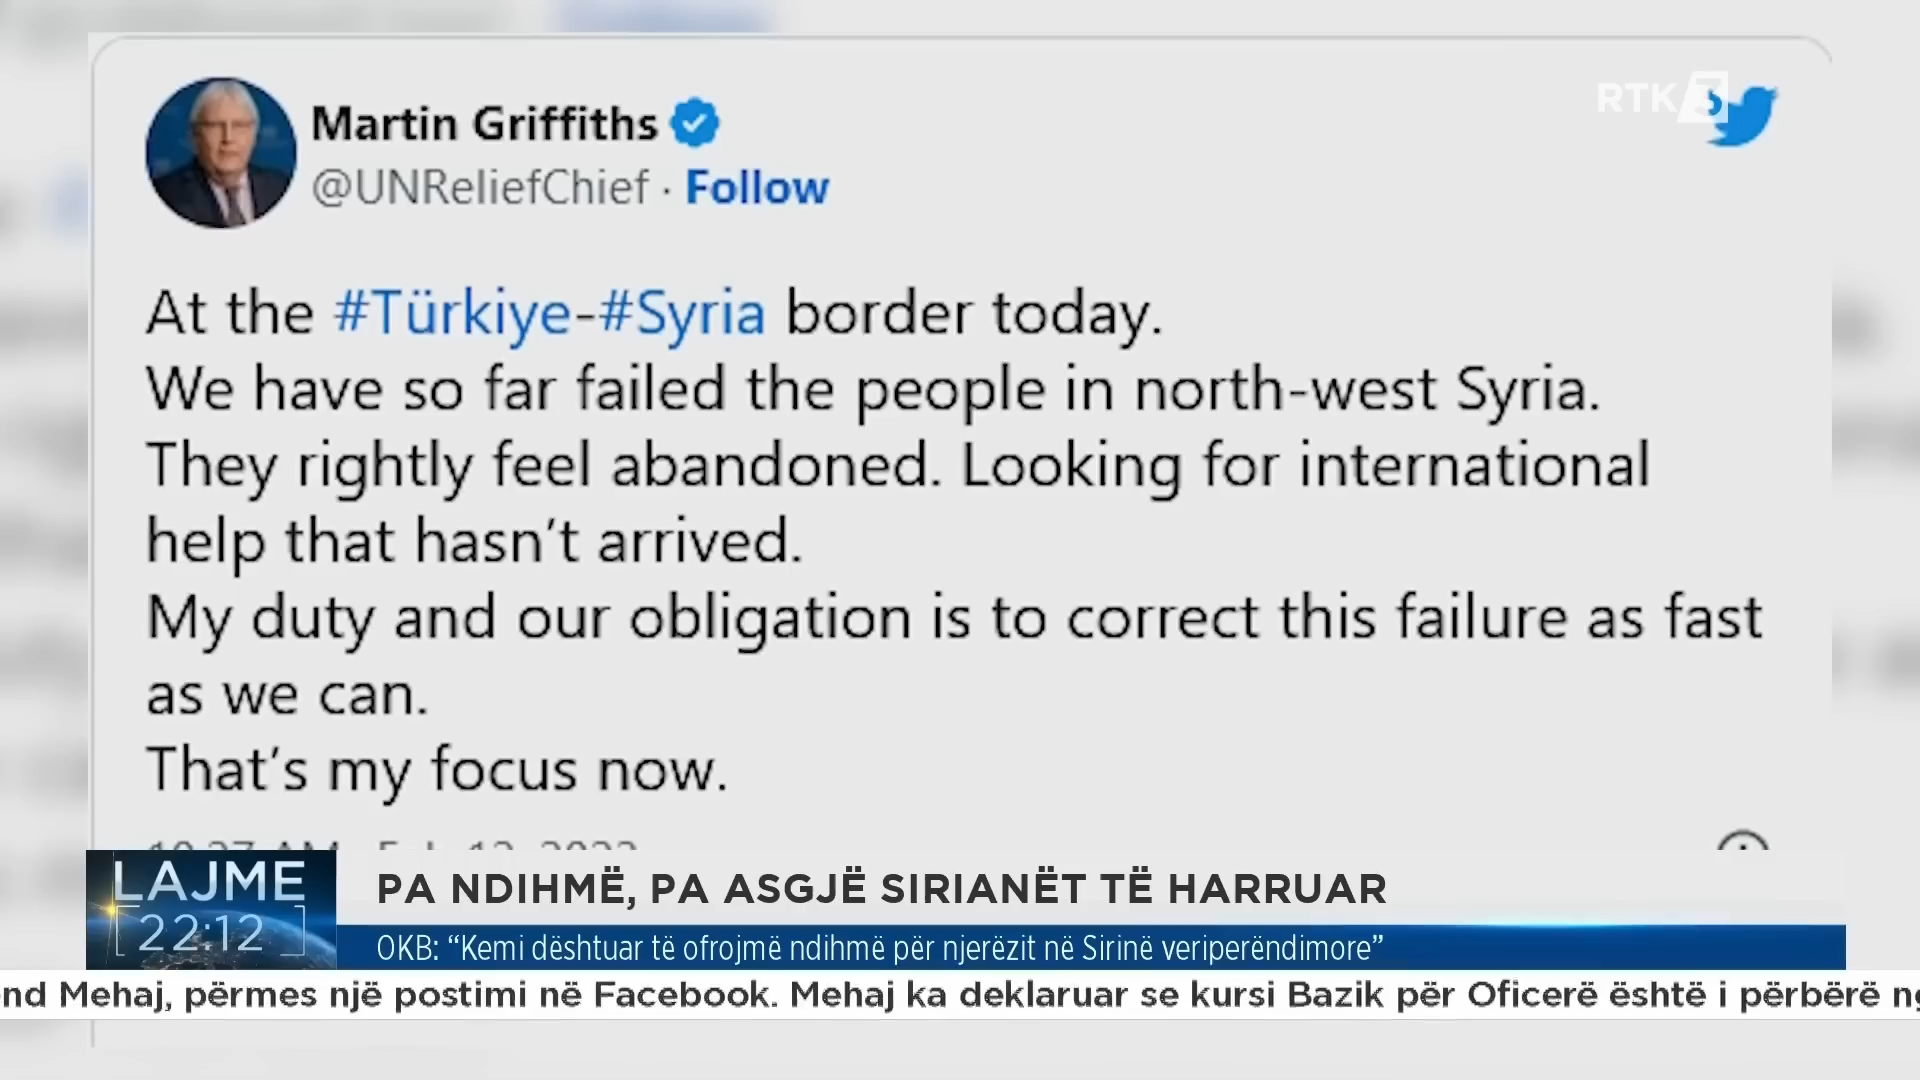 RTK 3
Martin Griffiths
@UNReliefChief · Follow
At the #Türkiye-#Syria border today.
We have so far failed the people in north-west Syria.
They rightly feel abandoned. Looking for international
help that hasn't arrived.
My duty and our obligation is to correct this failure as fast
as we can.
That's my focus now.
LAJME
22:12
PA NDIHMË, PA ASGJË SIRIANËT TË HARRUAR
OKB: “Kemi dështuar të ofrojmë ndihmë për njerëzit në Sirinë veriperëndimore”
nd Mehaj, përmes një postimi në Facebook. Mehaj ka deklaruar se kursi Bazik për Oficerë është i përbërë